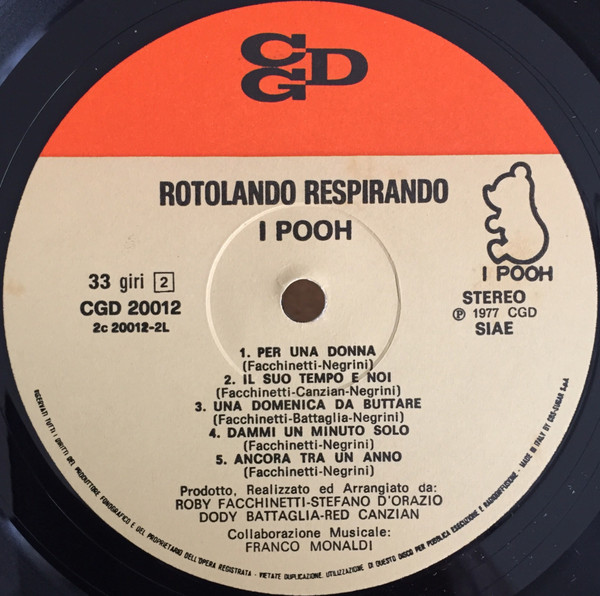 CGD
ROTOLANDO RESPIRANDO
I POOH
I POOH
33 giri 2
CGD 20012
2c 20012-2L
STEREO
Ⓟ 1977 CGD
SIAE
1. PER UNA DONNA
(Facchinetti-Negrini)
2. IL SUO TEMPO E NOI
(Facchinetti-Canzian-Negrini)
3. UNA DOMENICA DA BUTTARE
(Facchinetti-Battaglia-Negrini)
4. DAMMI UN MINUTO SOLO
(Facchinetti-Negrini)
5. ANCORA TRA UN ANNO
(Facchinetti-Negrini)
Prodotto, Realizzato ed Arrangiato da:
ROBY FACCHINETTI-STEFANO D'ORAZIO
DODY BATTAGLIA-RED CANZIAN
Collaborazione Musicale:
FRANCO MONALDI
RISERVATI TUTTI I DIRITTI DEL PRODUTTORE FONOGRAFICO E DEL PROPRIETARIO DELL'OPERA REGISTRATA - VIETATE DUPLICAZIONE, UTILIZZAZIONE DI QUESTO DISCO PER PUBBLICA ESECUZIONE E RADIODIFFUSIONE. - MADE IN ITALY BY CBS-SUGAR S.p.A.